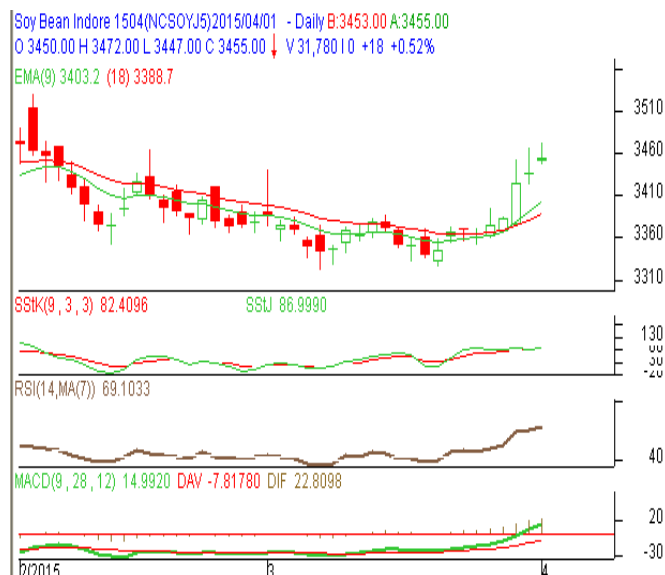 Soy Bean Indore 1504(NCSOYJ5)2015/04/01 - Daily B:3453.00 A:3455.00
O 3450.00 H 3472.00 L 3447.00 C 3455.00 V 31,780 I 0 +18 +0.52%
EMA(9) 3403.2 (18) 3388.7
3510
3460
3410
3360
3310
SStK(9 , 3 , 3) 82.4096 SStJ 86.9990
130
30
-20
RSI(14,MA(7)) 69.1033
40
MACD(9 , 28 , 12) 14.9920 DAV -7.81780 DIF 22.8098
20
-30
2/2015 3 4